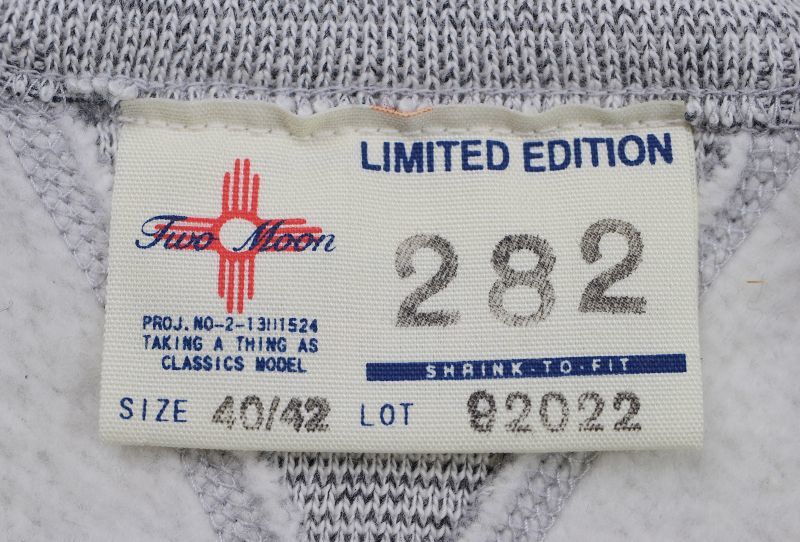 Two Moon
PROJ. NO-2-1311524
TAKING A THING AS
CLASSICS MODEL
LIMITED EDITION
282
SHRINK-TO-FIT
SIZE 40/42 LOT 92022